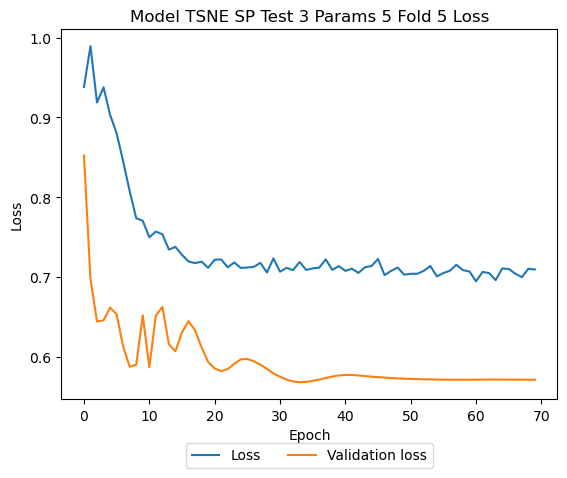 Model TSNE SP Test 3 Params 5 Fold 5 Loss
1.0
0.9
0.8
0.7
0.6
Loss
0 10 20 30 40 50 60 70
Epoch
Loss Validation loss